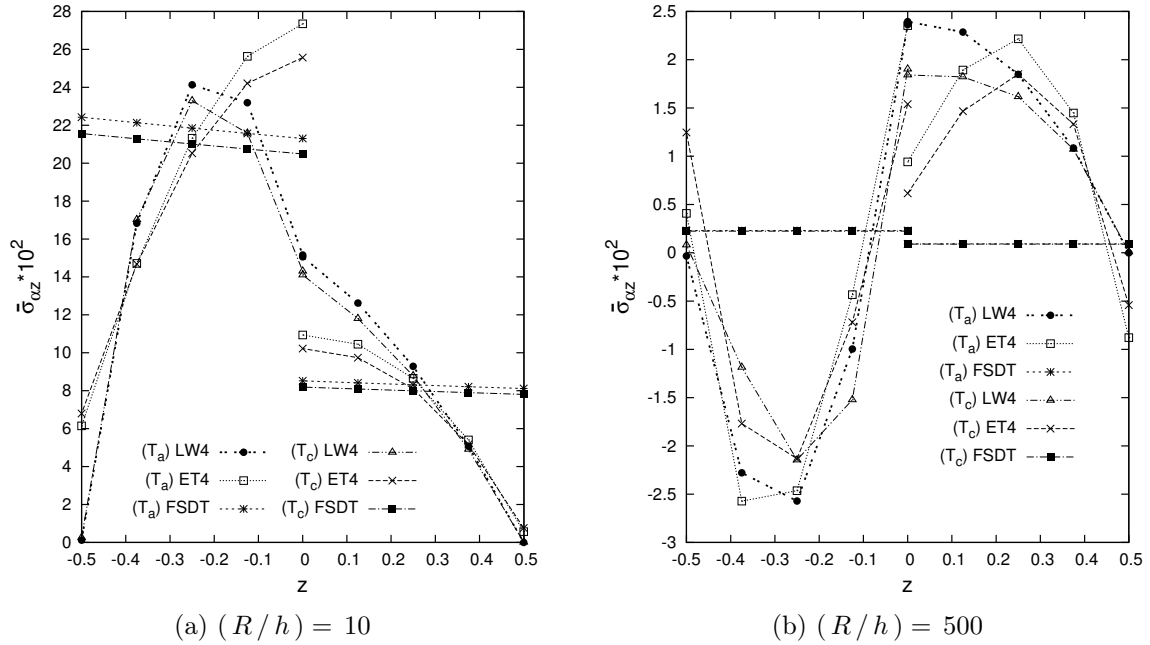 28
26
24
22
20
18
16
14
12
10
8
6
4
2
0
σ̄αz*10²
-0.5 -0.4 -0.3 -0.2 -0.1 0 0.1 0.2 0.3 0.4 0.5
z
(Ta) LW4 (Tc) LW4
(Ta) ET4 (Tc) ET4
(Ta) FSDT (Tc) FSDT
(a) (R/h) = 10
2.5
2
1.5
1
0.5
0
-0.5
-1
-1.5
-2
-2.5
-3
σ̄αz*10²
-0.5 -0.4 -0.3 -0.2 -0.1 0 0.1 0.2 0.3 0.4 0.5
z
(Ta) LW4
(Ta) ET4
(Ta) FSDT
(Tc) LW4
(Tc) ET4
(Tc) FSDT
(b) (R/h) = 500